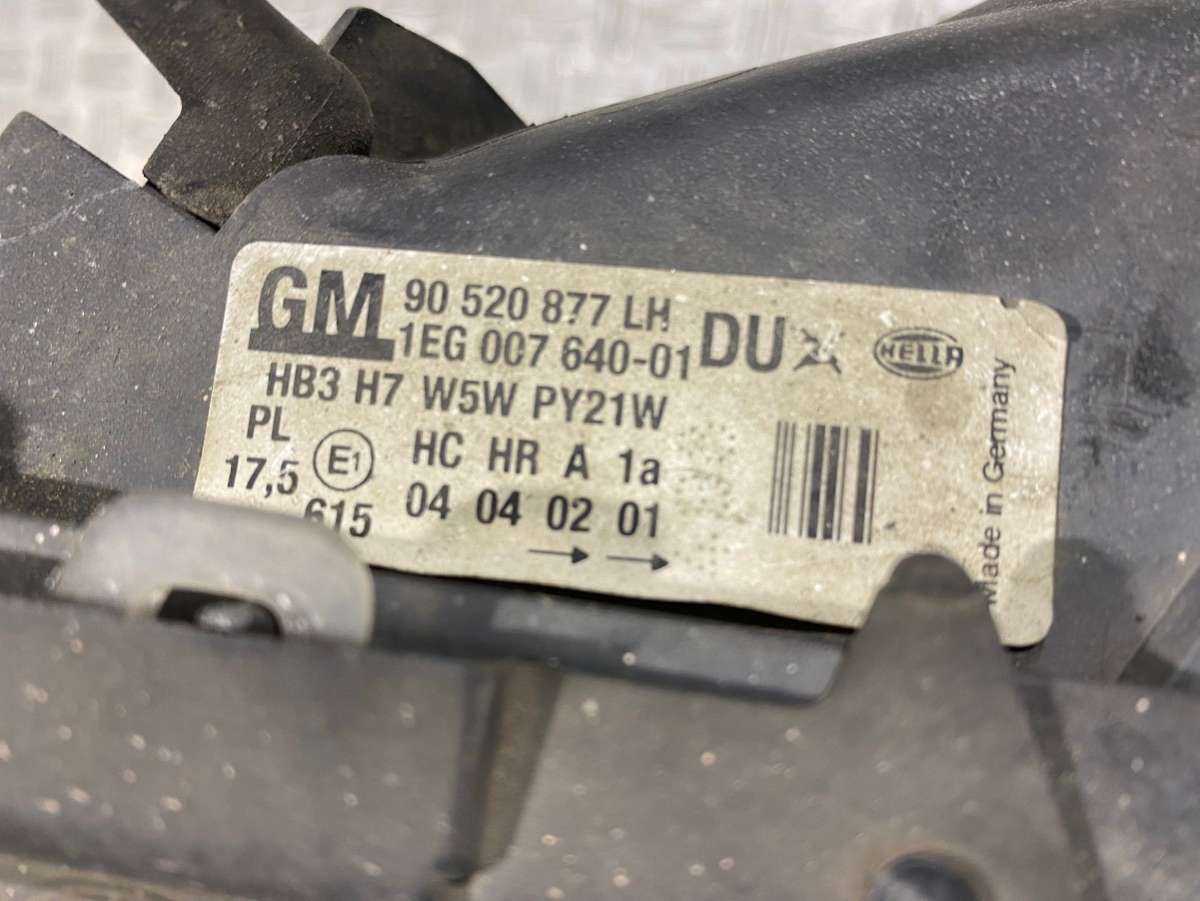 GM 90 520 877 LH DU HELLA
1EG 007 640-01
HB3 H7 W5W PY21W
PL E1 HC HR A 1a
17,5 615 04 04 02 01
Made in Germany